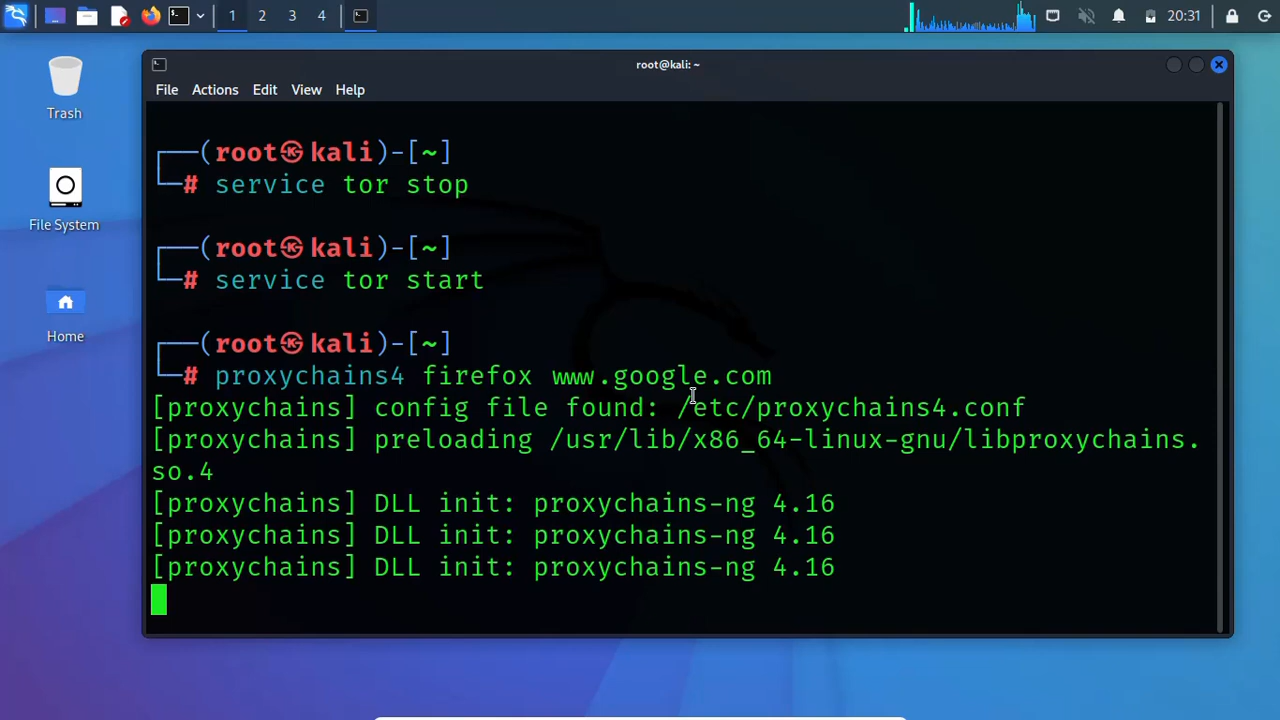 1 2 3 4
20:31
root@kali: ~
File Actions Edit View Help
Trash
File System
Home
┌──(root㉿kali)-[~]
└─# service tor stop
┌──(root㉿kali)-[~]
└─# service tor start
┌──(root㉿kali)-[~]
└─# proxychains4 firefox www.google.com
[proxychains] config file found: /etc/proxychains4.conf
[proxychains] preloading /usr/lib/x86_64-linux-gnu/libproxychains.
so.4
[proxychains] DLL init: proxychains-ng 4.16
[proxychains] DLL init: proxychains-ng 4.16
[proxychains] DLL init: proxychains-ng 4.16